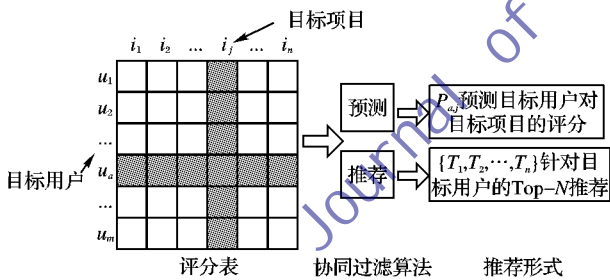 目标项目
i1 i2 ... ij ... in
u1
u2
...
目标用户
ua
...
um
预测
推荐
Pa,j预测目标用户对
目标项目的评分
{T1,T2,…,Tn}针对目
标用户的Top-N推荐
评分表 协同过滤算法 推荐形式
Journal of